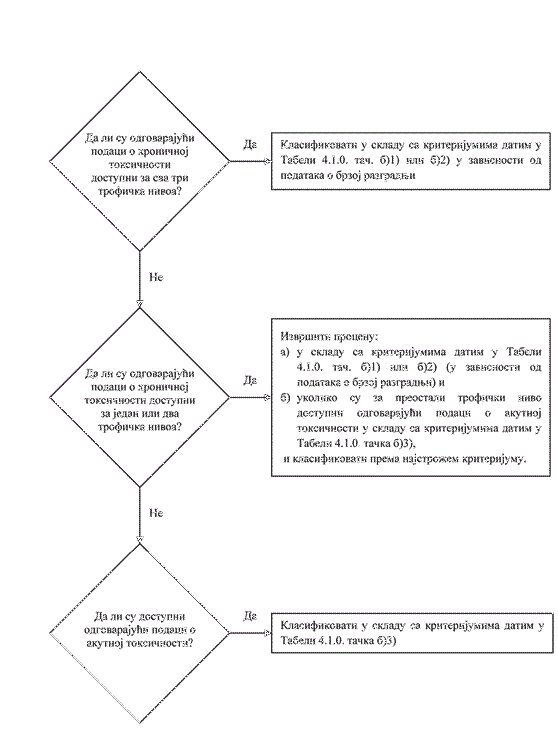 Да ли су одговарајући
подаци о хроничној
токсичности
доступни за сва три
трофичка нивоа?
Да
Класификовати у складу са критеријумима датим у
Табели 4.1.0. тач. б)1) или б)2) у зависности од
података о брзој разградњи
Не
Да ли су одговарајући
подаци о хроничној
токсичности доступни
за један или два
трофичка нивоа?
Да
Извршити процену:
а) у складу са критеријумима датим у Табели
4.1.0. тач. б)1) или б)2) (у зависности од
података о брзој разградњи) и
б) уколико су за преостали трофички ниво
доступни одговарајући подаци о акутној
токсичности у складу са критеријумима датим у
Табели 4.1.0. тачка б)3),
и класификовати према најстрожем критеријуму.
Не
Да ли су доступни
одговарајући подаци о
акутној токсичности?
Да
Класификовати у складу са критеријумима датим у
Табели 4.1.0. тачка б)3)